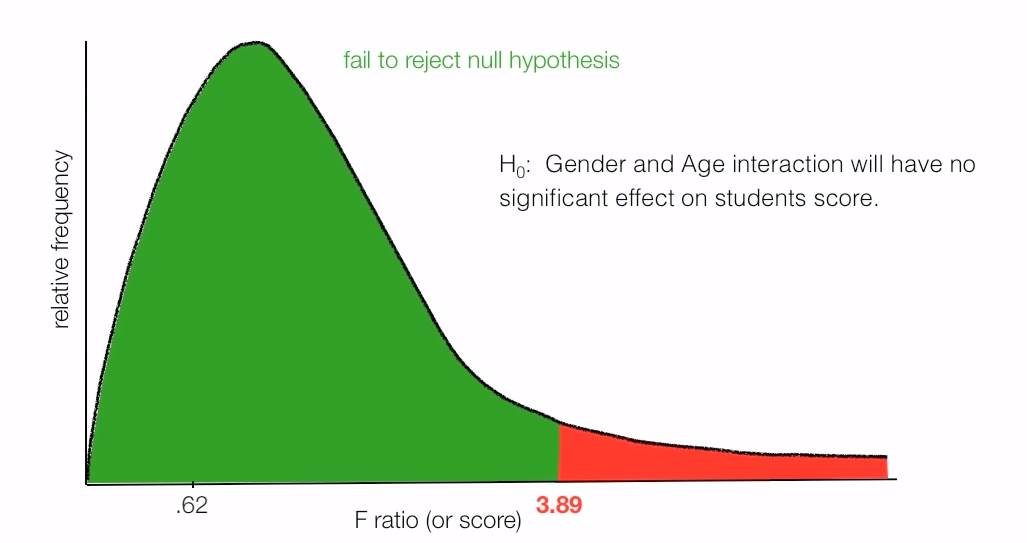 fail to reject null hypothesis
H₀: Gender and Age interaction will have no
significant effect on students score.
relative frequency
.62
3.89
F ratio (or score)